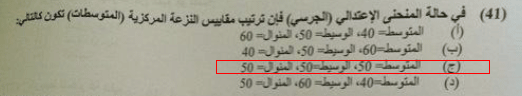 (41) في حالة المنحنى الإعتدالي (الجرسي) فإن ترتيب مقاييس النزعة المركزية (المتوسطات) تكون كالتالي:
(أ) المتوسط= 40، الوسيط= 50، المنوال= 60
(ب) المتوسط=60، الوسيط= 50، المنوال= 40
(ج) المتوسط= 50، الوسيط=50، المنوال= 50
(د) المتوسط=40، الوسيط= 60، المنوال= 50